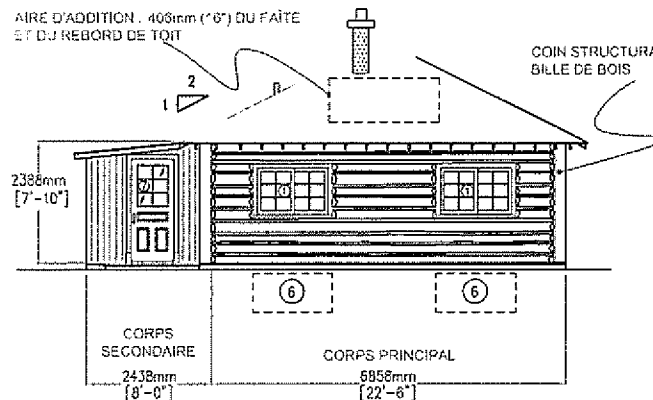 AIRE D'ADDITION . 406mm (16") DU FAÎTE
ET DU REBORD DE TOIT
COIN STRUCTURA
BILLE DE BOIS
2
1
2388mm
[7'-10"]
7
1
1
6
6
CORPS
SECONDAIRE
CORPS PRINCIPAL
2438mm
[8'-0"]
6858mm
[22'-6"]